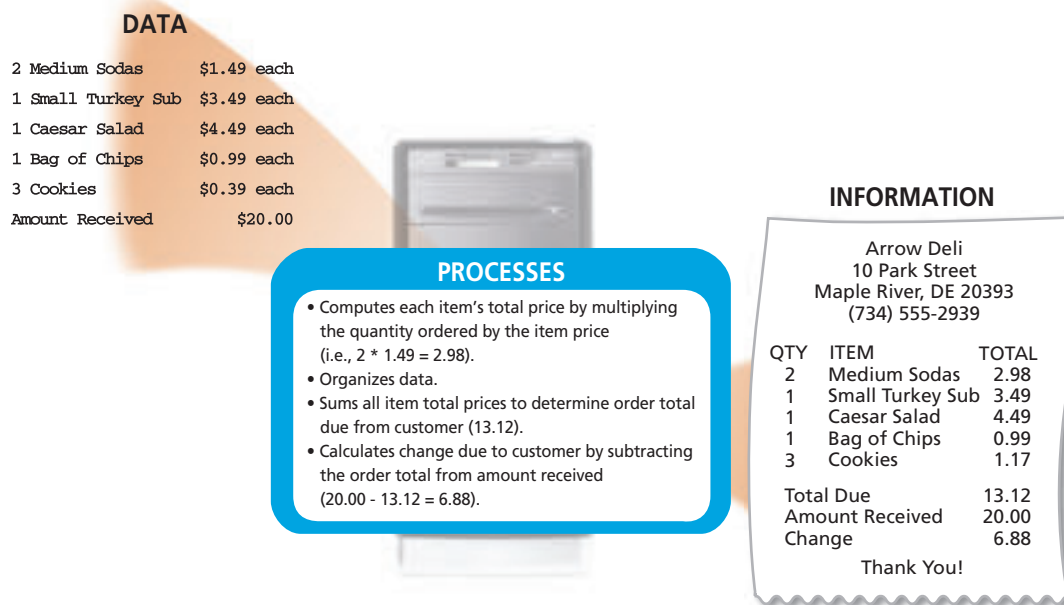 DATA
2 Medium Sodas $1.49 each
1 Small Turkey Sub $3.49 each
1 Caesar Salad $4.49 each
1 Bag of Chips $0.99 each
3 Cookies $0.39 each
Amount Received $20.00
PROCESSES
• Computes each item's total price by multiplying
the quantity ordered by the item price
(i.e., 2 * 1.49 = 2.98).
• Organizes data.
• Sums all item total prices to determine order total
due from customer (13.12).
• Calculates change due to customer by subtracting
the order total from amount received
(20.00 - 13.12 = 6.88).
INFORMATION
Arrow Deli
10 Park Street
Maple River, DE 20393
(734) 555-2939
QTY ITEM TOTAL
2 Medium Sodas 2.98
1 Small Turkey Sub 3.49
1 Caesar Salad 4.49
1 Bag of Chips 0.99
3 Cookies 1.17
Total Due 13.12
Amount Received 20.00
Change 6.88
Thank You!